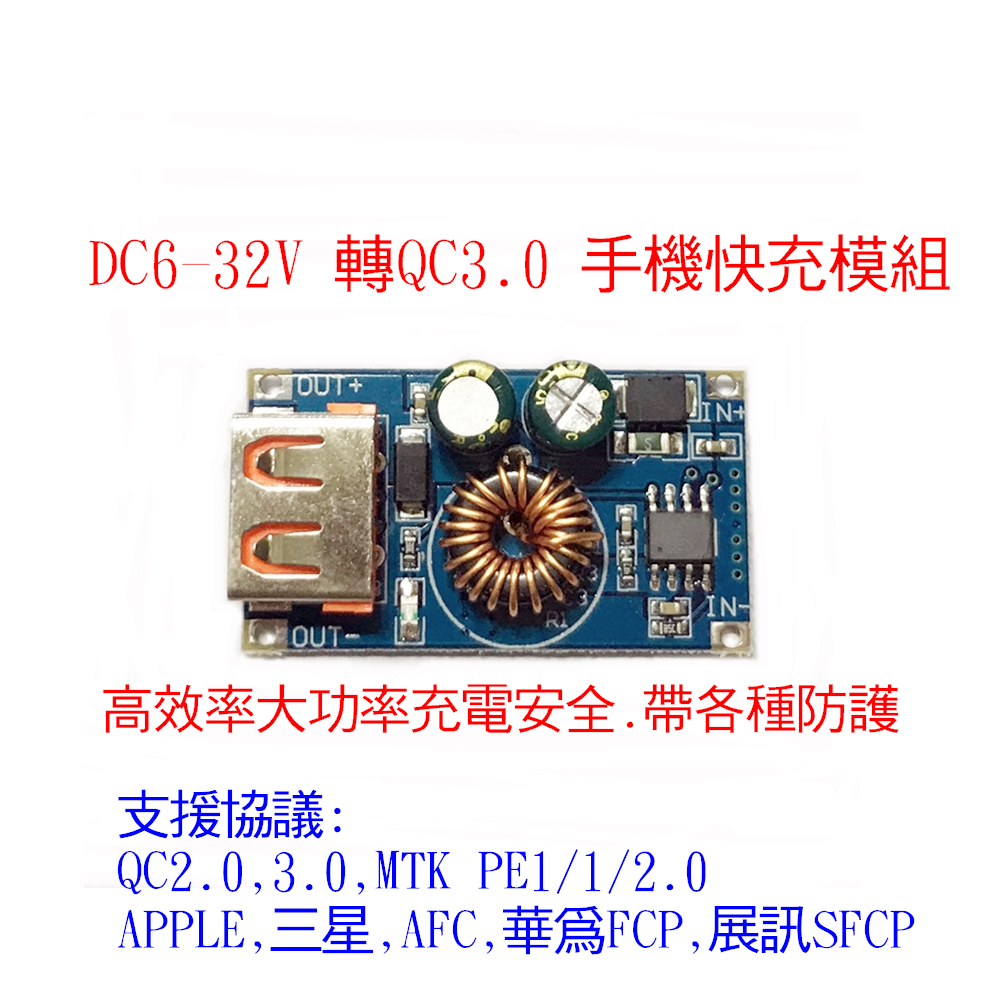 DC6-32V 轉QC3.0 手機快充模組
OUT+
IN+
R1
IN-
OUT-
高效率大功率充電安全.帶各種防護
支援協議:
QC2.0,3.0,MTK PE1/1/2.0
APPLE,三星,AFC,華爲FCP,展訊SFCP